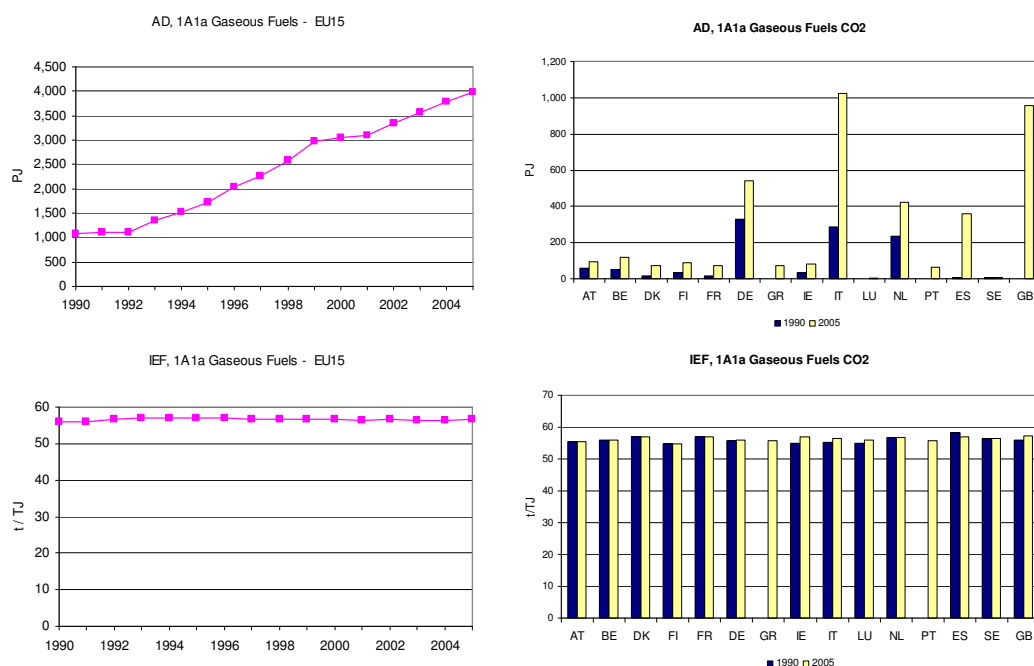 AD, 1A1a Gaseous Fuels - EU15
4,500
4,000
3,500
3,000
2,500
2,000
1,500
1,000
500
0
PJ
1990 1992 1994 1996 1998 2000 2002 2004
AD, 1A1a Gaseous Fuels CO2
1,200
1,000
800
600
400
200
0
PJ
AT BE DK FI FR DE GR IE IT LU NL PT ES SE GB
1990 2005
IEF, 1A1a Gaseous Fuels - EU15
60
50
40
30
20
10
0
t / TJ
1990 1992 1994 1996 1998 2000 2002 2004
IEF, 1A1a Gaseous Fuels CO2
70
60
50
40
30
20
10
0
t/TJ
AT BE DK FI FR DE GR IE IT LU NL PT ES SE GB
1990 2005